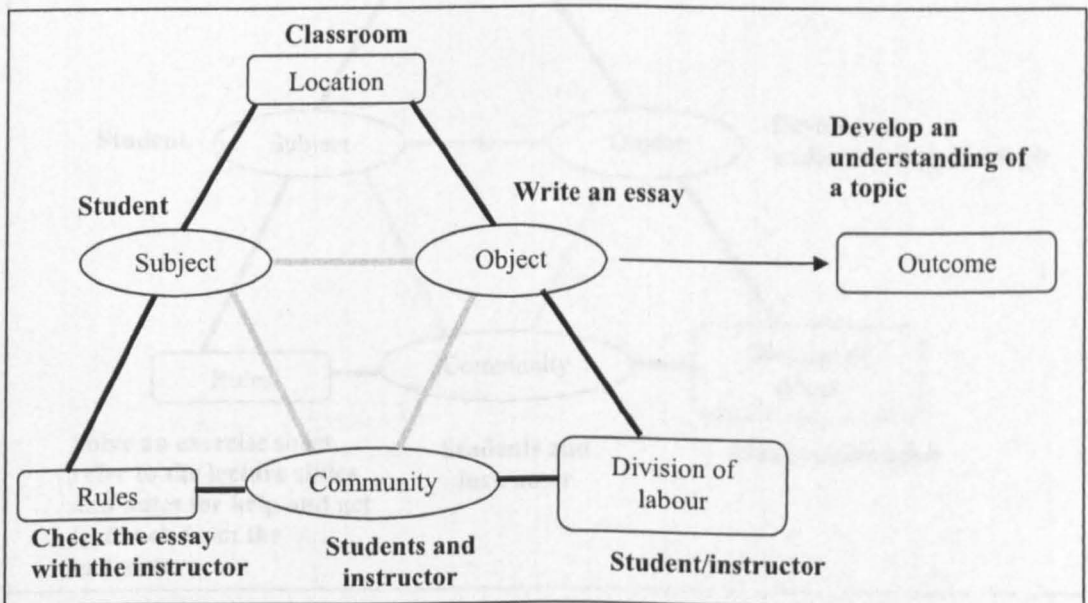 Classroom
Location
Develop an
understanding of
a topic
Write an essay
Student
Subject
Object
Outcome
Rules
Community
Division of
labour
Check the essay
with the instructor
Students and
instructor
Student/instructor